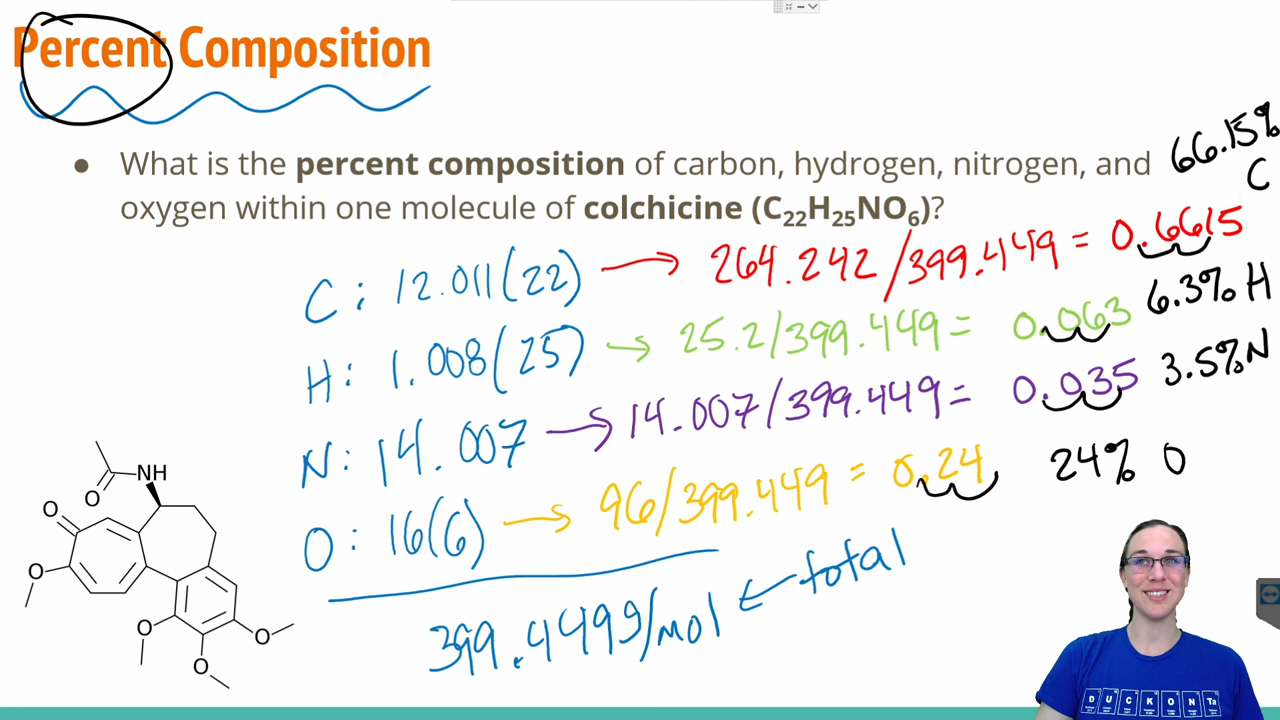 Percent Composition
● What is the percent composition of carbon, hydrogen, nitrogen, and
oxygen within one molecule of colchicine (C₂₂H₂₅NO₆)?
66.15%
C
C: 12.011(22) → 264.242/399.449 = 0.6615
H: 1.008(25) → 25.2/399.449 = 0.063 6.3% H
N: 14.007 → 14.007/399.449 = 0.035 3.5% N
O: 16(6) → 96/399.449 = 0.24 24% O
399.449g/mol ← total
NH
O
O
O
O
O
O
D U C K O N Ta